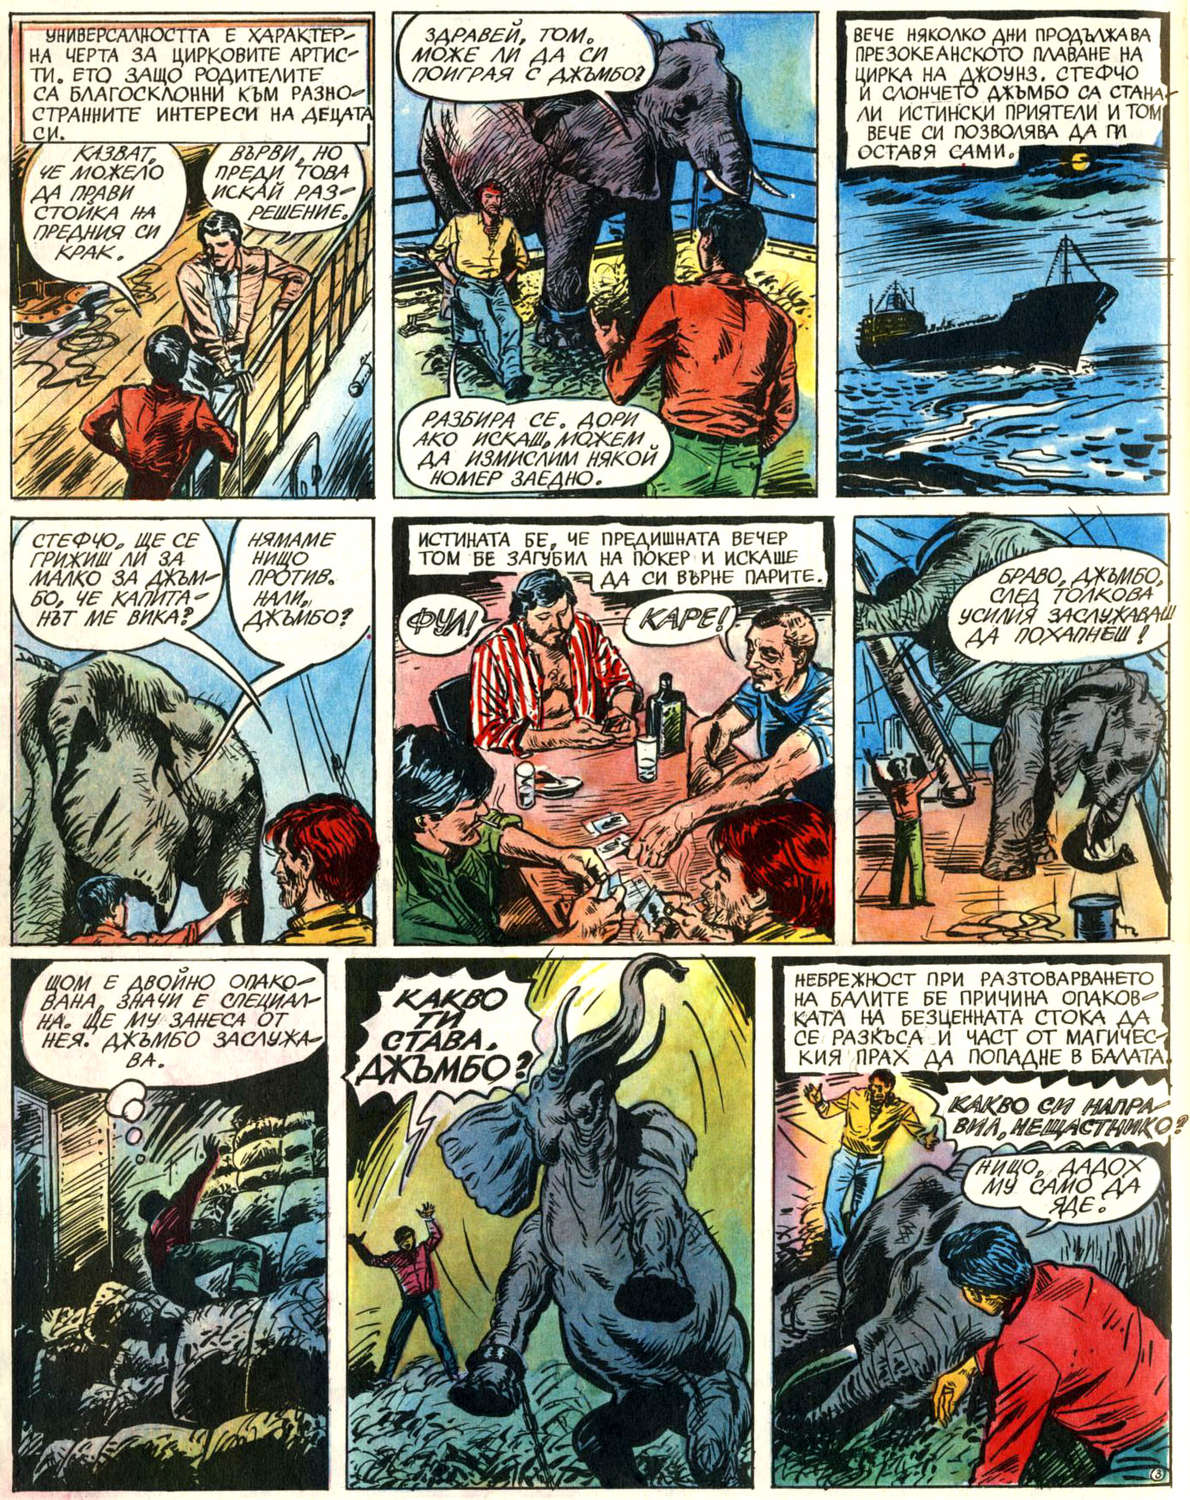 УНИВЕРСАЛНОСТТА Е ХАРАКТЕР-
НА ЧЕРТА ЗА ЦИРКОВИТЕ АРТИС-
ТИ. ЕТО ЗАЩО РОДИТЕЛИТЕ
СА БЛАГОСКЛОННИ КЪМ РАЗНО-
СТРАННИТЕ ИНТЕРЕСИ НА ДЕЦАТА
СИ.
КАЗВАТ,
ЧЕ МОЖЕЛО
ДА ПРАВИ
СТОЙКА НА
ПРЕДНИЯ СИ
КРАК.
ВЪРВИ, НО
ПРЕДИ ТОВА
ИСКАЙ РАЗ-
РЕШЕНИЕ.
ЗДРАВЕЙ, ТОМ.
МОЖЕ ЛИ ДА СИ
ПОИГРАЯ С ДЖЪМБО?
РАЗБИРА СЕ. ДОРИ
АКО ИСКАШ, МОЖЕМ
ДА ИЗМИСЛИМ НЯКОЙ
НОМЕР ЗАЕДНО.
ВЕЧЕ НЯКОЛКО ДНИ ПРОДЪЛЖАВА
ПРЕЗОКЕАНСКОТО ПЛАВАНЕ НА
ЦИРКА НА ДЖОУНЗ. СТЕФЧО
И СЛОНЧЕТО ДЖЪМБО СА СТАНА-
ЛИ ИСТИНСКИ ПРИЯТЕЛИ И ТОМ
ВЕЧЕ СИ ПОЗВОЛЯВА ДА ГИ
ОСТАВЯ САМИ.
СТЕФЧО, ЩЕ СЕ
ГРИЖИШ ЛИ ЗА
МАЛКО ЗА ДЖЪМ-
БО, ЧЕ КАПИТА-
НЪТ МЕ ВИКА?
НЯМАМЕ
НИЩО
ПРОТИВ.
НАЛИ,
ДЖЪМБО?
ИСТИНАТА БЕ, ЧЕ ПРЕДИШНАТА ВЕЧЕР
ТОМ БЕ ЗАГУБИЛ НА ПОКЕР И ИСКАШЕ
ДА СИ ВЪРНЕ ПАРИТЕ.
ФУЛ!
КАРЕ!
БРАВО, ДЖЪМБО,
СЛЕД ТОЛКОВА
УСИЛИЯ ЗАСЛУЖАВАШ
ДА ПОХАПНЕШ!
ЩОМ Е ДВОЙНО ОПАКО-
ВАНА, ЗНАЧИ Е СПЕЦИАЛ-
НА. ЩЕ МУ ЗАНЕСА ОТ
НЕЯ. ДЖЪМБО ЗАСЛУЖА-
ВА.
КАКВО
ТИ
СТАВА.
ДЖЪМБО?
НЕБРЕЖНОСТ ПРИ РАЗТОВАРВАНЕТО
НА БАЛИТЕ БЕ ПРИЧИНА ОПАКОВ-
КАТА НА БЕЗЦЕННАТА СТОКА ДА
СЕ РАЗКЪСА И ЧАСТ ОТ МАГИЧЕС-
КИЯ ПРАХ ДА ПОПАДНЕ В БАЛАТА.
КАКВО СИ НАПРА-
ВИЛ, НЕЩАСТНИКО?
НИЩО, ДАДОХ
МУ САМО ДА
ЯДЕ.
3